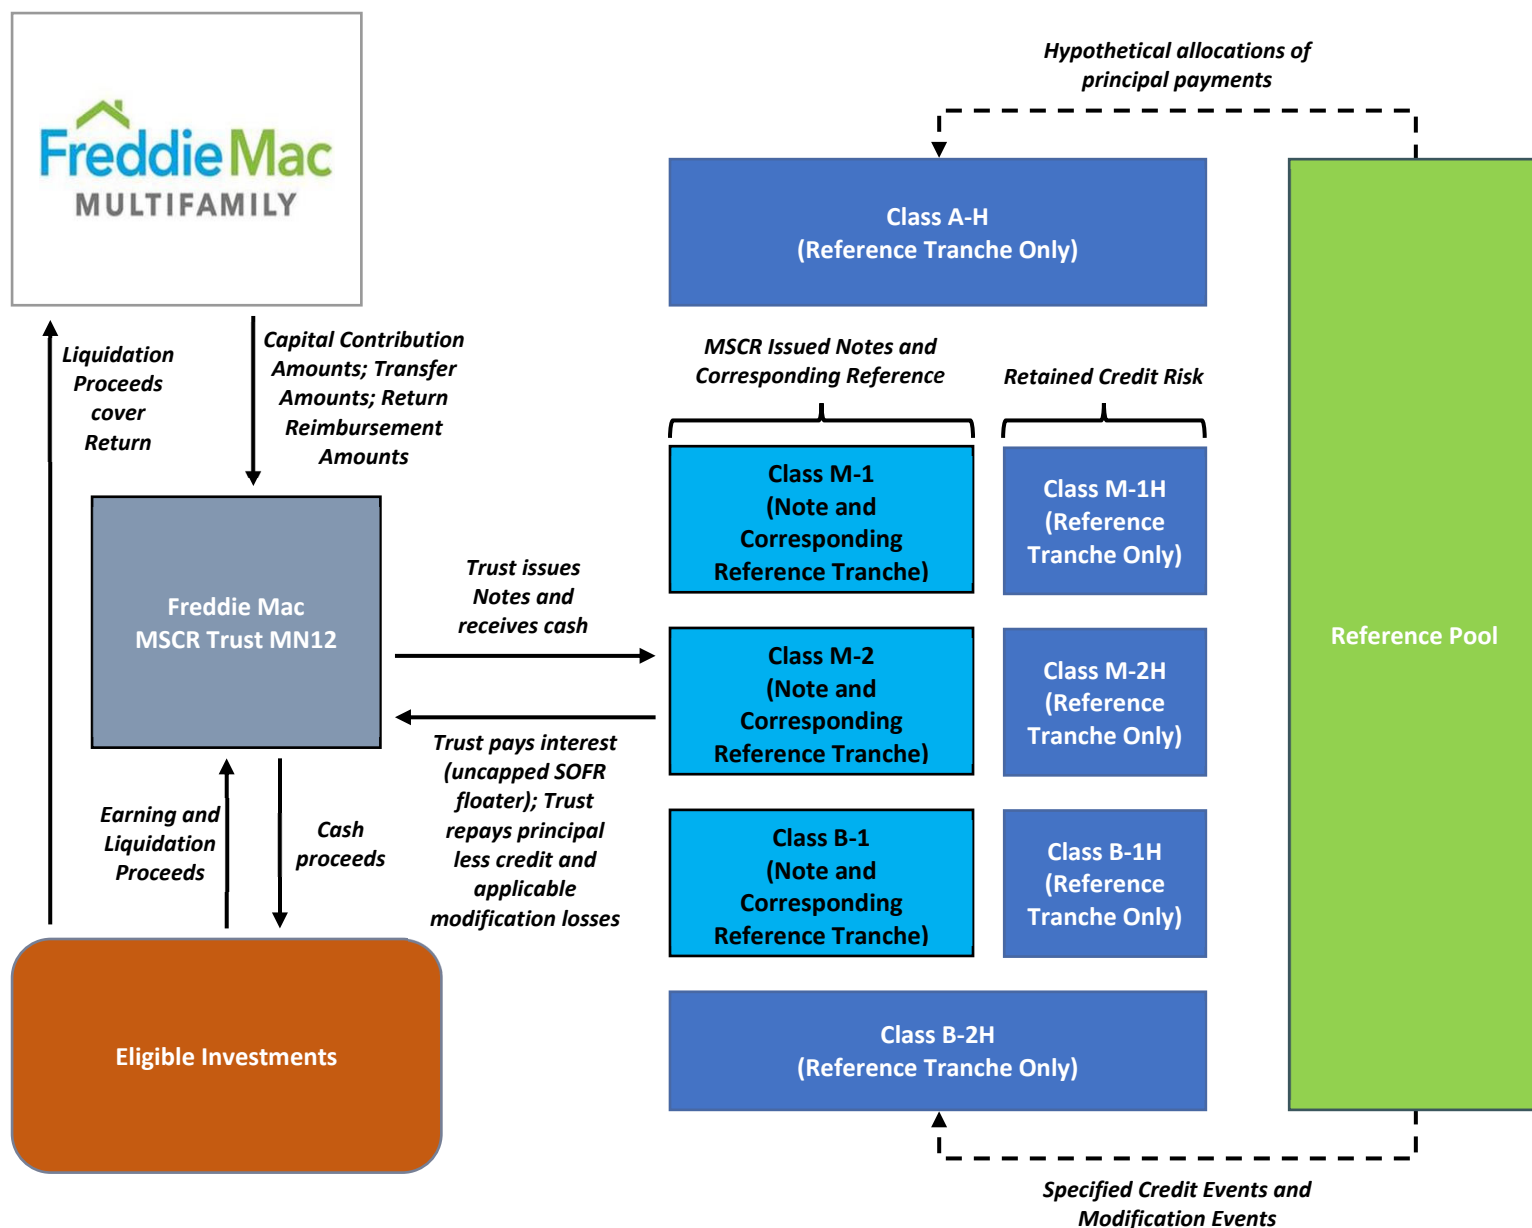 Freddie Mac
MULTIFAMILY
Hypothetical allocations of
principal payments
Class A-H
(Reference Tranche Only)
Liquidation
Proceeds
cover
Return
Capital Contribution
Amounts; Transfer
Amounts; Return
Reimbursement
Amounts
MSCR Issued Notes and
Corresponding Reference
Retained Credit Risk
Class M-1
(Note and
Corresponding
Reference Tranche)
Class M-1H
(Reference
Tranche Only)
Freddie Mac
MSCR Trust MN12
Trust issues
Notes and
receives cash
Class M-2
(Note and
Corresponding
Reference Tranche)
Class M-2H
(Reference
Tranche Only)
Reference Pool
Trust pays interest
(uncapped SOFR
floater); Trust
repays principal
less credit and
applicable
modification losses
Earning and
Liquidation
Proceeds
Cash
proceeds
Class B-1
(Note and
Corresponding
Reference Tranche)
Class B-1H
(Reference
Tranche Only)
Eligible Investments
Class B-2H
(Reference Tranche Only)
Specified Credit Events and
Modification Events